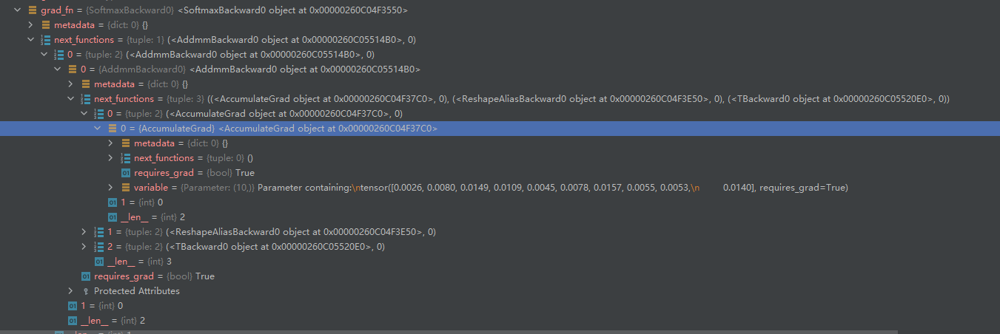 grad_fn = {SoftmaxBackward0} <SoftmaxBackward0 object at 0x00000260C04F3550>
metadata = {dict: 0} {}
next_functions = {tuple: 1} (<AddmmBackward0 object at 0x00000260C05514B0>, 0)
0 = {tuple: 2} (<AddmmBackward0 object at 0x00000260C05514B0>, 0)
0 = {AddmmBackward0} <AddmmBackward0 object at 0x00000260C05514B0>
metadata = {dict: 0} {}
next_functions = {tuple: 3} ((<AccumulateGrad object at 0x00000260C04F37C0>, 0), (<ReshapeAliasBackward0 object at 0x00000260C04F3E50>, 0), (<TBackward0 object at 0x00000260C05520E0>, 0))
0 = {tuple: 2} (<AccumulateGrad object at 0x00000260C04F37C0>, 0)
0 = {AccumulateGrad} <AccumulateGrad object at 0x00000260C04F37C0>
metadata = {dict: 0} {}
next_functions = {tuple: 0} ()
requires_grad = {bool} True
variable = {Parameter: (10,)} Parameter containing:\ntensor([0.0026, 0.0080, 0.0149, 0.0109, 0.0045, 0.0078, 0.0157, 0.0055, 0.0053,\n        0.0140], requires_grad=True)
1 = {int} 0
__len__ = {int} 2
1 = {tuple: 2} (<ReshapeAliasBackward0 object at 0x00000260C04F3E50>, 0)
2 = {tuple: 2} (<TBackward0 object at 0x00000260C05520E0>, 0)
__len__ = {int} 3
requires_grad = {bool} True
Protected Attributes
1 = {int} 0
__len__ = {int} 2